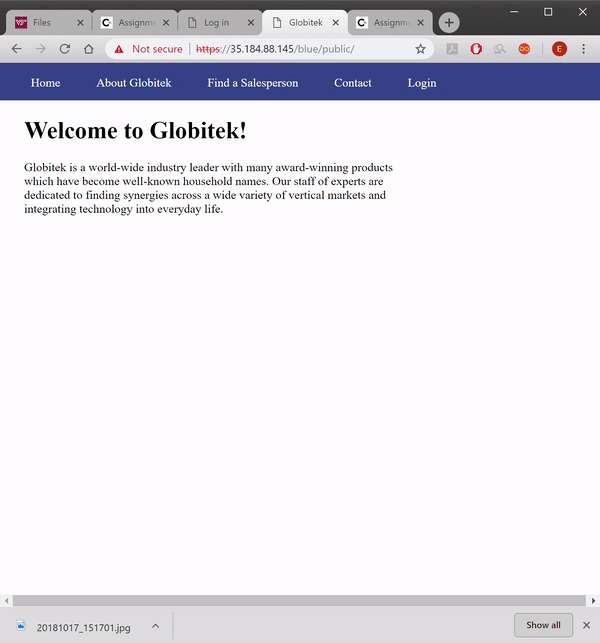 Files
Assignme
Log in
Globitek
Assignme
Not secure
https://35.184.88.145/blue/public/
E
Home
About Globitek
Find a Salesperson
Contact
Login
Welcome to Globitek!
Globitek is a world-wide industry leader with many award-winning products
which have become well-known household names. Our staff of experts are
dedicated to finding synergies across a wide variety of vertical markets and
integrating technology into everyday life.
20181017_151701.jpg
Show all